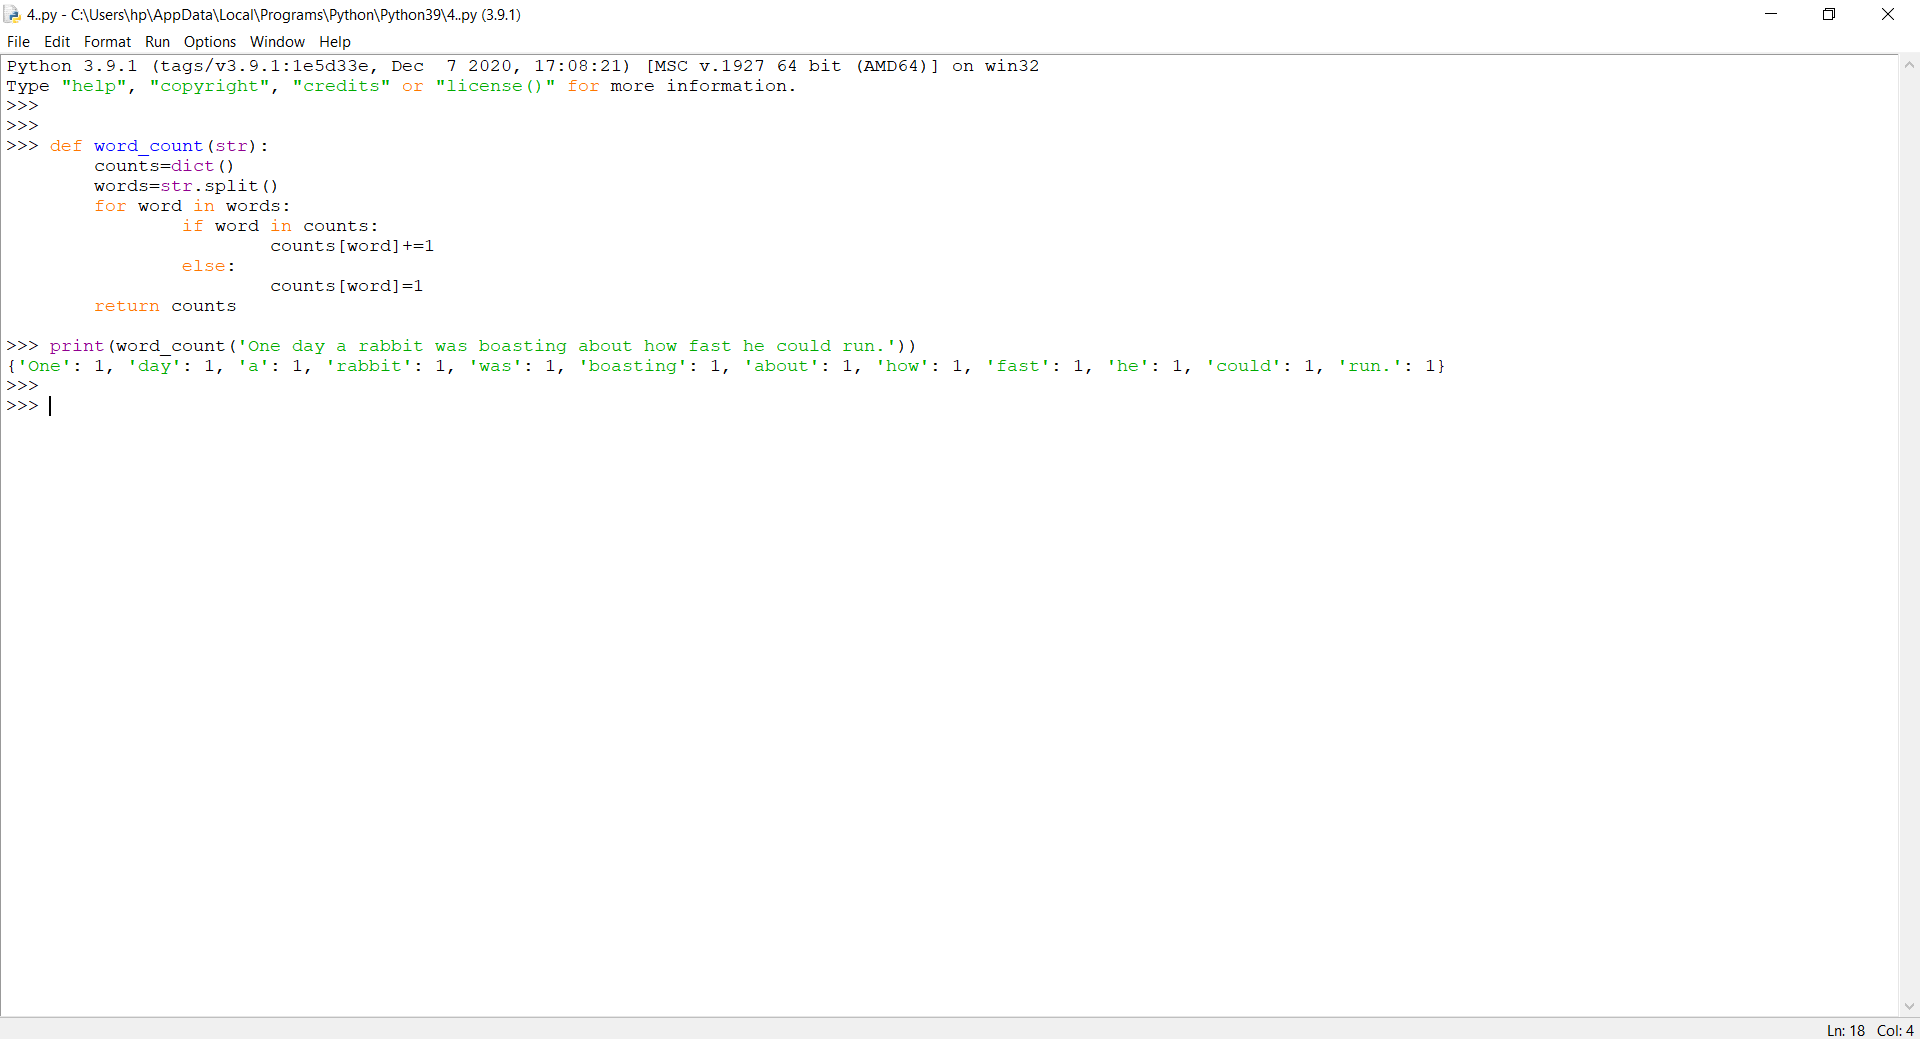 4..py - C:\Users\hp\AppData\Local\Programs\Python\Python39\4..py (3.9.1)
File Edit Format Run Options Window Help
Python 3.9.1 (tags/v3.9.1:1e5d33e, Dec  7 2020, 17:08:21) [MSC v.1927 64 bit (AMD64)] on win32
Type "help", "copyright", "credits" or "license()" for more information.
>>>
>>>
>>> def word_count(str):
        counts=dict()
        words=str.split()
        for word in words:
                if word in counts:
                        counts[word]+=1
                else:
                        counts[word]=1
        return counts
>>> print(word_count('One day a rabbit was boasting about how fast he could run.'))
{'One': 1, 'day': 1, 'a': 1, 'rabbit': 1, 'was': 1, 'boasting': 1, 'about': 1, 'how': 1, 'fast': 1, 'he': 1, 'could': 1, 'run.': 1}
>>>
>>>
Ln: 18 Col: 4